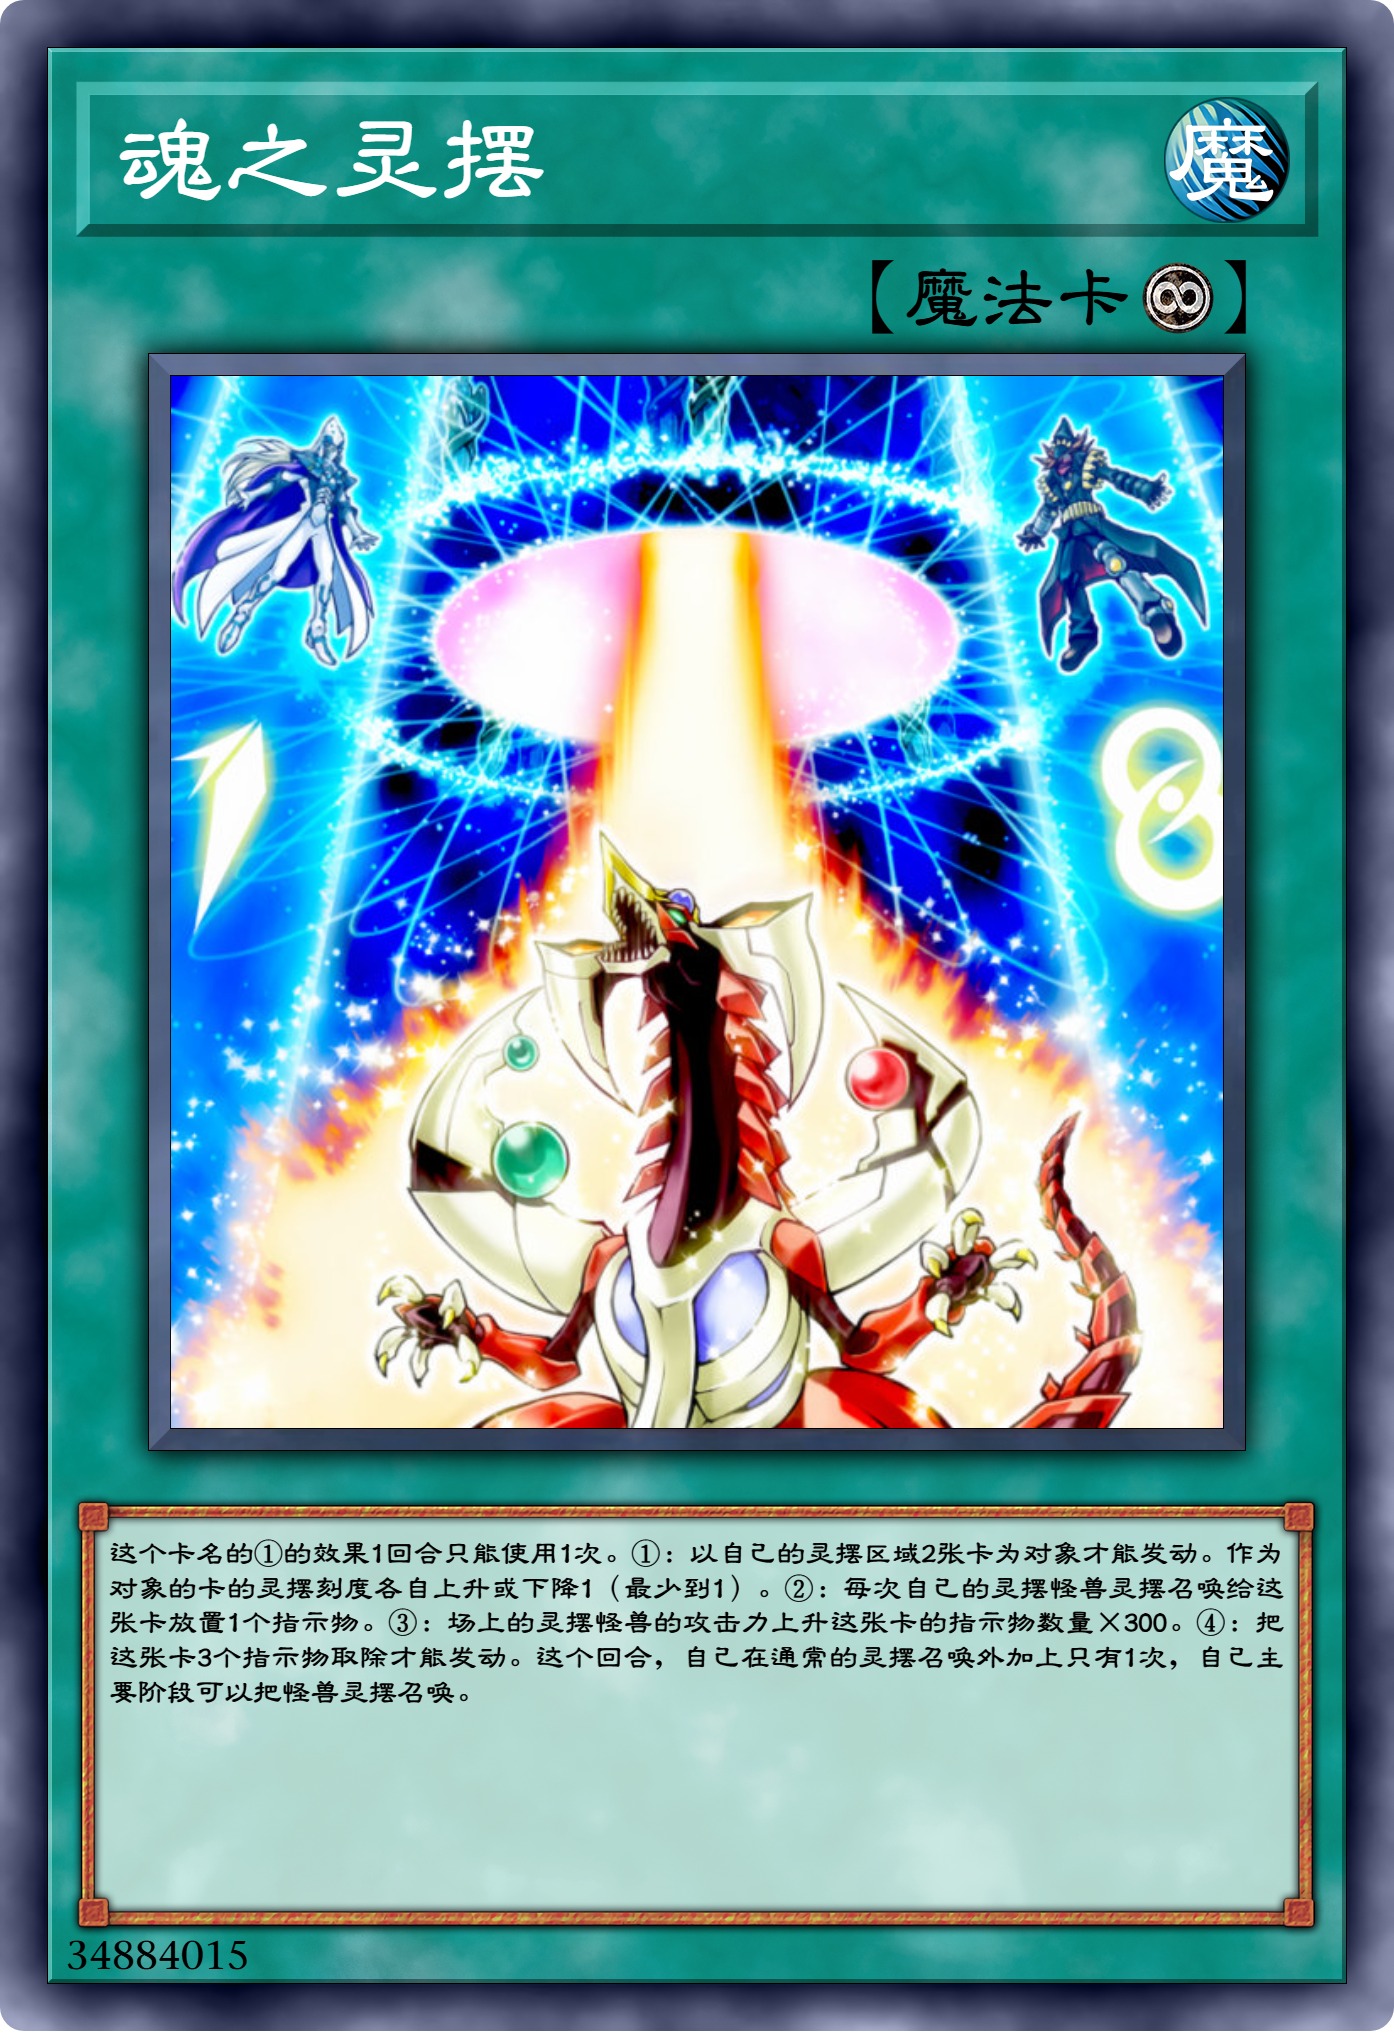 魂之灵摆
魔
【魔法卡♾】
1 8
这个卡名的①的效果1回合只能使用1次。①：以自己的灵摆区域2张卡为对象才能发动。作为
对象的卡的灵摆刻度各自上升或下降1（最少到1）。②：每次自己的灵摆怪兽灵摆召唤给这
张卡放置1个指示物。③：场上的灵摆怪兽的攻击力上升这张卡的指示物数量×300。④：把
这张卡3个指示物取除才能发动。这个回合，自己在通常的灵摆召唤外加上只有1次，自己主
要阶段可以把怪兽灵摆召唤。
34884015